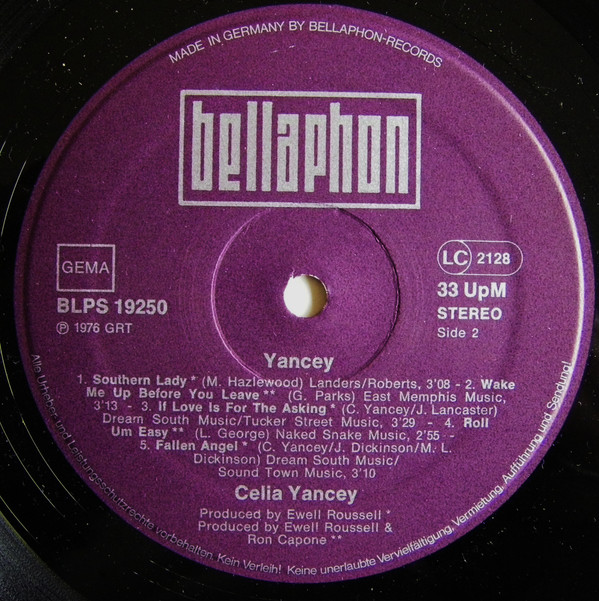 MADE IN GERMANY BY BELLAPHON-RECORDS
bellaphon
GEMA
BLPS 19250
℗ 1976 GRT
LC 2128
33 UpM
STEREO
Side 2
Yancey
1. Southern Lady * (M. Hazlewood) Landers/Roberts, 3'08 - 2. Wake
Me Up Before You Leave ** (G. Parks) East Memphis Music,
3'13 - 3. If Love Is For The Asking * (C. Yancey/J. Lancaster)
Dream South Music/Tucker Street Music, 3'29 - 4. Roll
Um Easy ** (L. George) Naked Snake Music, 2'55 -
5. Fallen Angel * (C. Yancey/J. Dickinson/M. L.
Dickinson) Dream South Music/
Sound Town Music, 3'10
Celia Yancey
Produced by Ewell Roussell *
Produced by Ewell Roussell &
Ron Capone **
Alle Urheber- und Leistungsschutzrechte vorbehalten. Kein Verleih! Keine unerlaubte Vervielfältigung, Vermietung, Aufführung und Sendung!